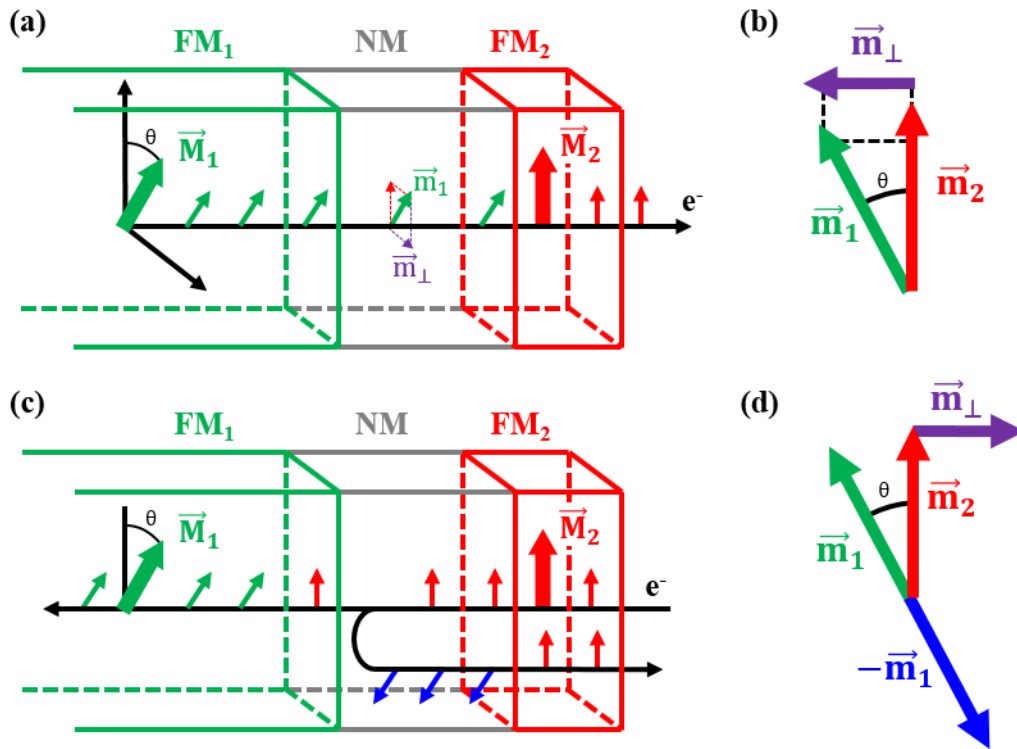 (a)
FM₁ NM FM₂
θ
M⃗₁
m⃗₁
m⃗⊥
M⃗₂
e⁻
(b)
m⃗⊥
θ
m⃗₁
m⃗₂
(c)
FM₁ NM FM₂
θ
M⃗₁
M⃗₂
e⁻
(d)
m⃗⊥
θ
m⃗₁
m⃗₂
-m⃗₁